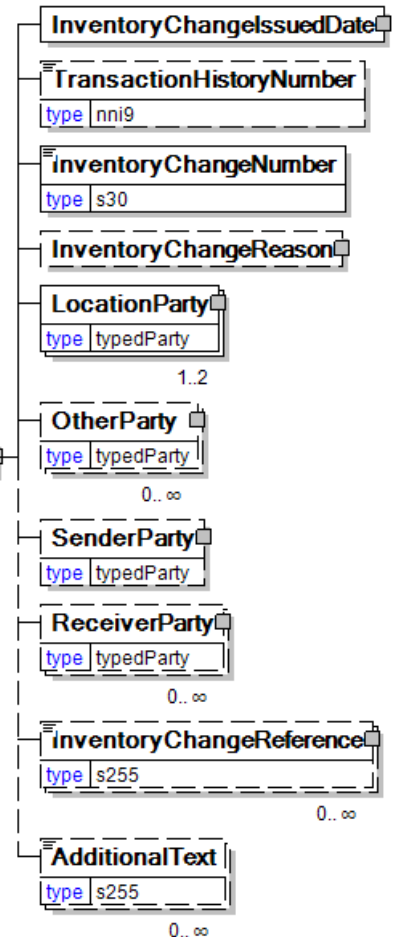 InventoryChangeIssuedDate
TransactionHistoryNumber
type nni9
InventoryChangeNumber
type s30
InventoryChangeReason
LocationParty
type typedParty
1..2
OtherParty
type typedParty
0.. ∞
SenderParty
type typedParty
ReceiverParty
type typedParty
0.. ∞
InventoryChangeReference
type s255
0.. ∞
AdditionalText
type s255
0.. ∞